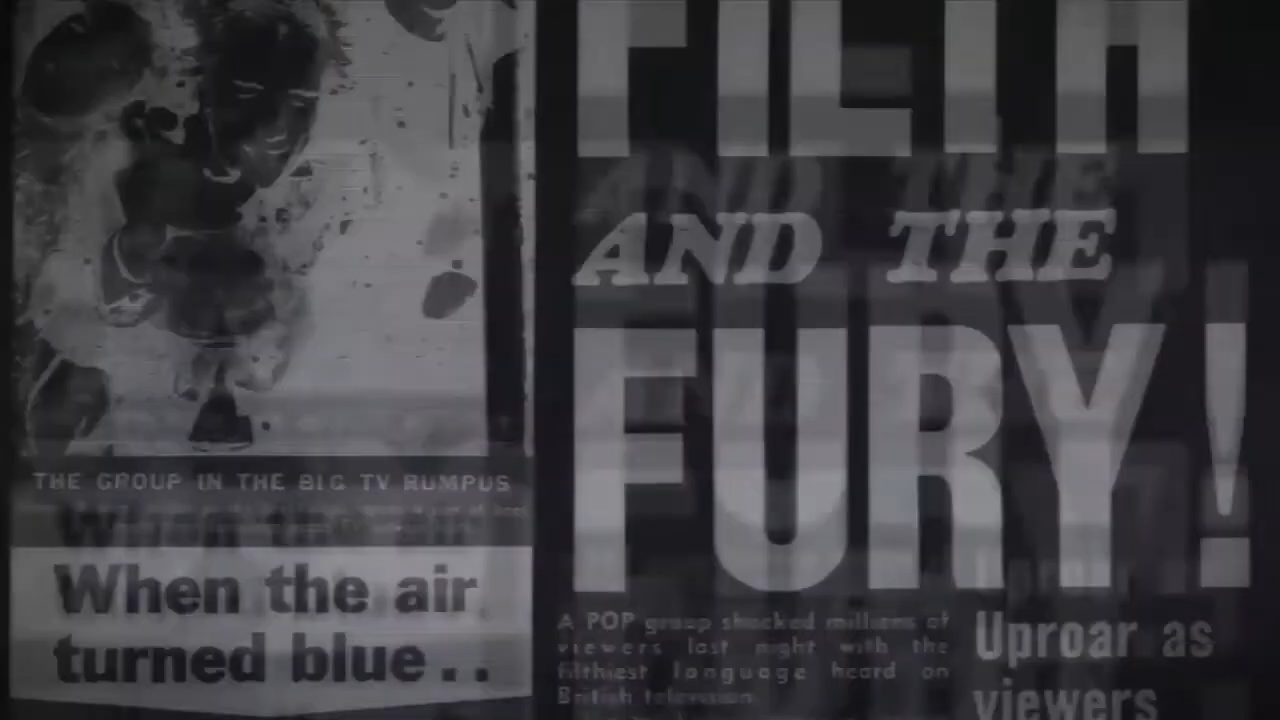 THE GROUP IN THE BIG TV RUMPUS
When the air
turned blue..
FILTH
AND THE
FURY!
A POP group shocked millions of
viewers last night with the
filthiest language heard on
British television.
Uproar as
viewers